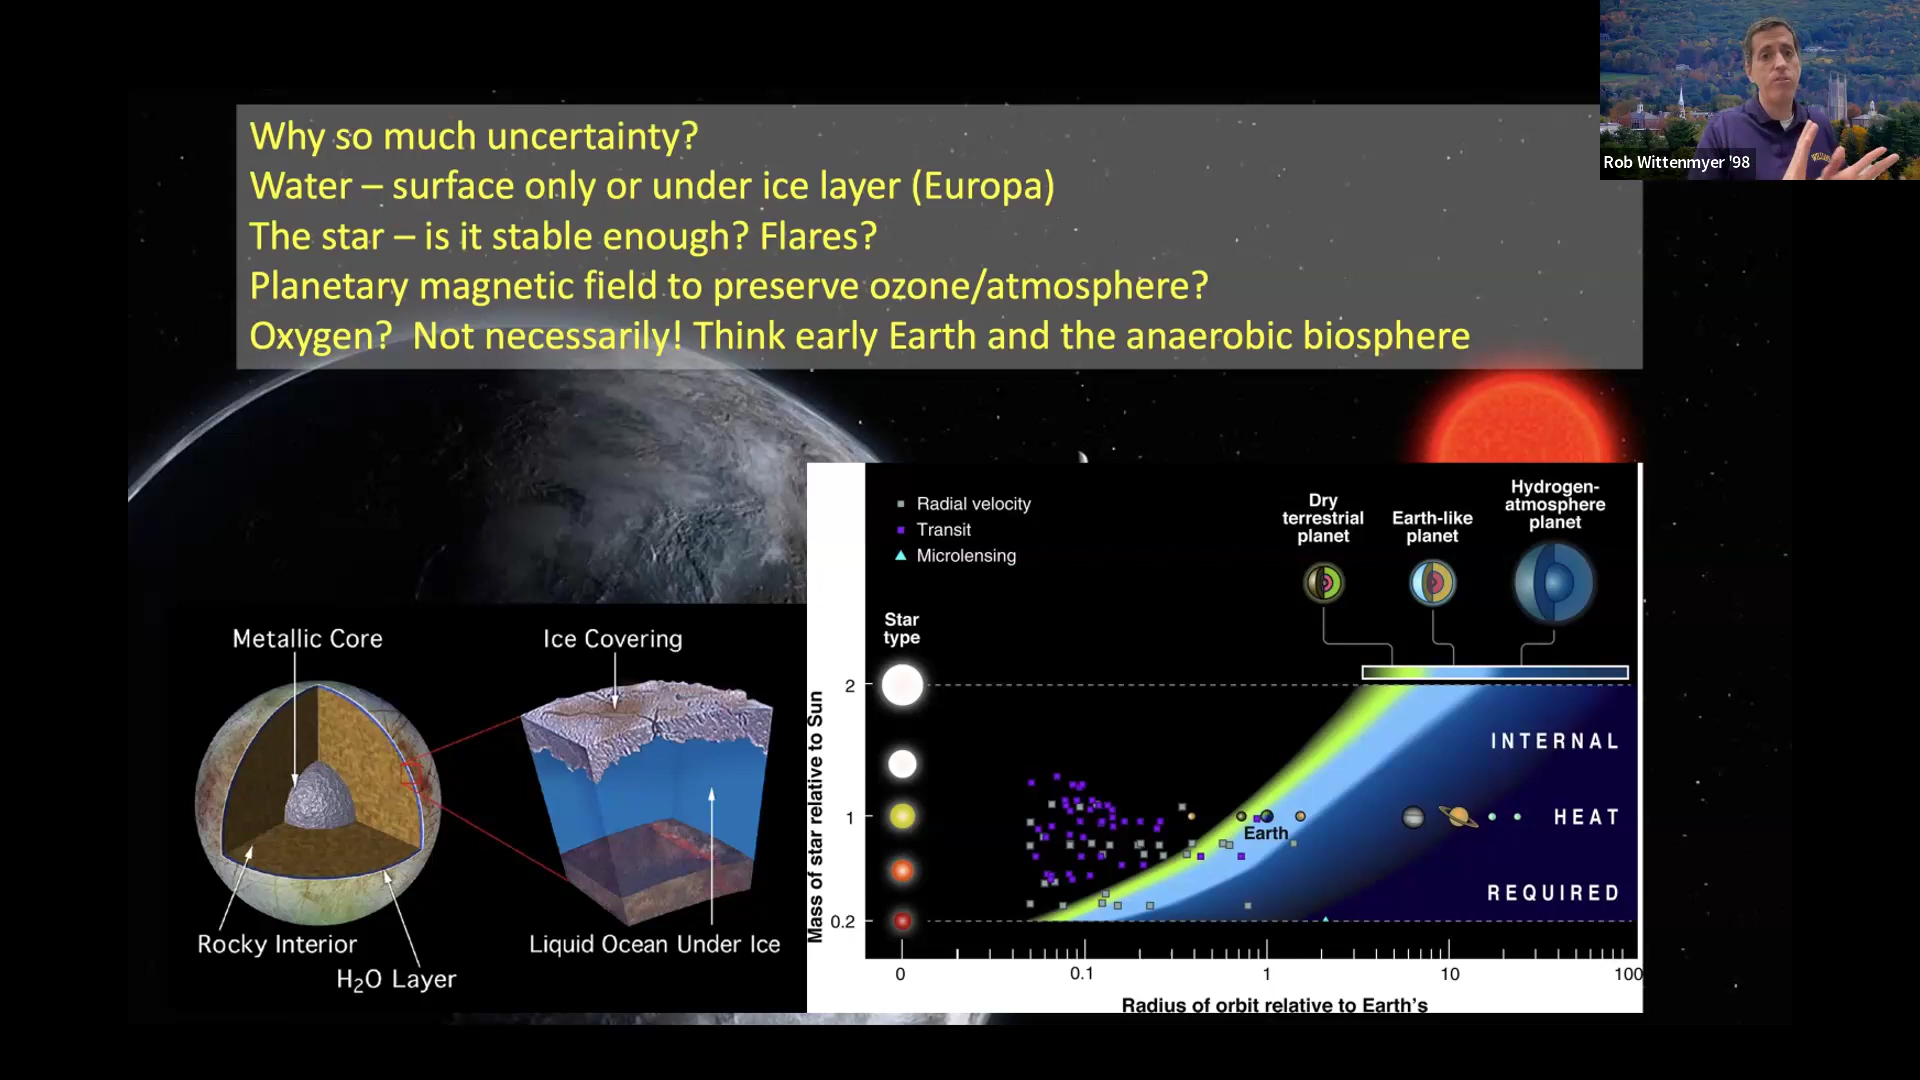 Why so much uncertainty?
Water – surface only or under ice layer (Europa)
The star – is it stable enough? Flares?
Planetary magnetic field to preserve ozone/atmosphere?
Oxygen? Not necessarily! Think early Earth and the anaerobic biosphere
Rob Wittenmyer '98
Metallic Core
Ice Covering
Rocky Interior
H₂O Layer
Liquid Ocean Under Ice
Radial velocity
Transit
Microlensing
Dry
terrestrial
planet
Earth-like
planet
Hydrogen-
atmosphere
planet
Star
type
Mass of star relative to Sun
2
1
0.2
Earth
INTERNAL
HEAT
REQUIRED
0
0.1
1
10
100
Radius of orbit relative to Earth's